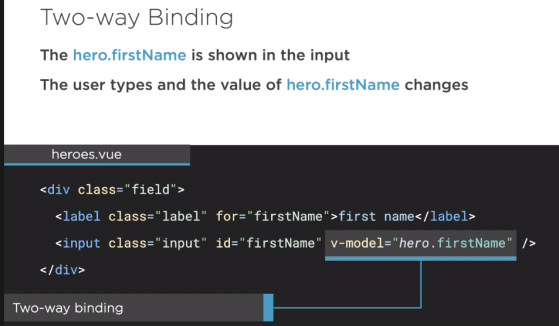 Two-way Binding
The hero.firstName is shown in the input
The user types and the value of hero.firstName changes
heroes.vue
<div class="field">
<label class="label" for="firstName">first name</label>
<input class="input" id="firstName" v-model="hero.firstName" />
</div>
Two-way binding